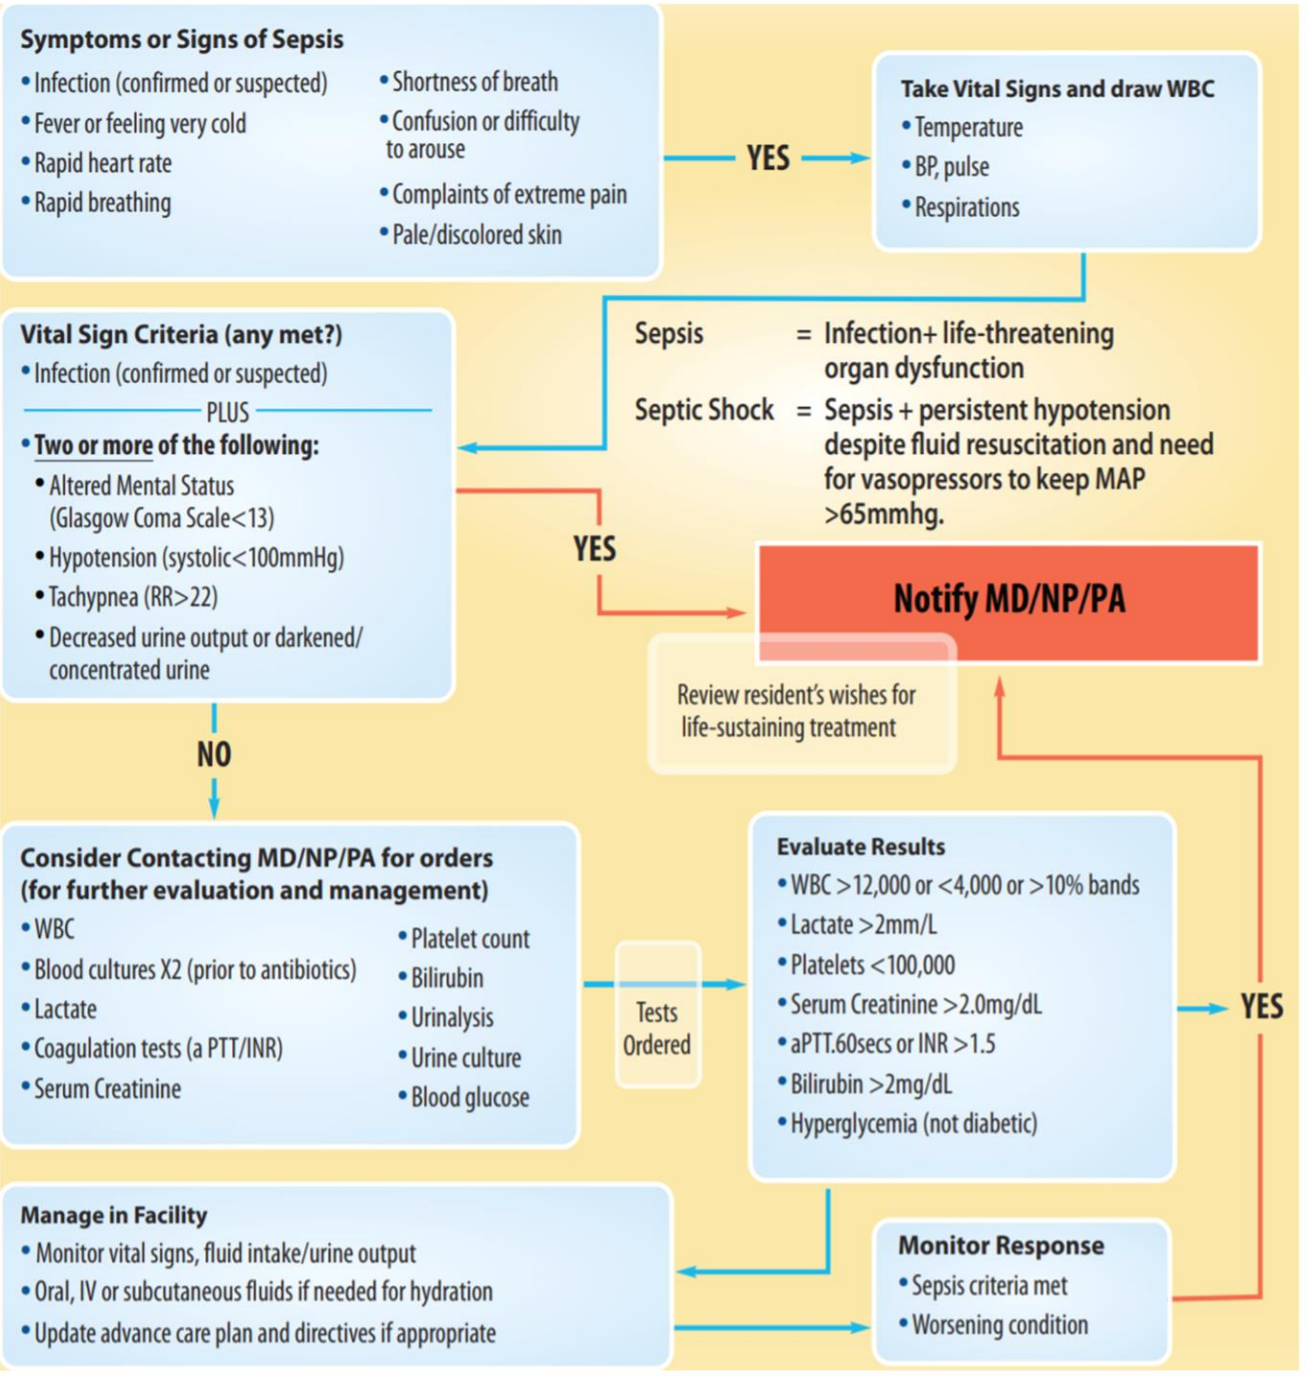 Symptoms or Signs of Sepsis
• Infection (confirmed or suspected)
• Fever or feeling very cold
• Rapid heart rate
• Rapid breathing
• Shortness of breath
• Confusion or difficulty
to arouse
• Complaints of extreme pain
• Pale/discolored skin
YES
Take Vital Signs and draw WBC
• Temperature
• BP, pulse
• Respirations
Vital Sign Criteria (any met?)
• Infection (confirmed or suspected)
PLUS
• Two or more of the following:
• Altered Mental Status
(Glasgow Coma Scale<13)
• Hypotension (systolic<100mmHg)
• Tachypnea (RR>22)
• Decreased urine output or darkened/
concentrated urine
Sepsis = Infection+ life-threatening
organ dysfunction
Septic Shock = Sepsis + persistent hypotension
despite fluid resuscitation and need
for vasopressors to keep MAP
>65mmhg.
YES
Notify MD/NP/PA
Review resident's wishes for
life-sustaining treatment
NO
Consider Contacting MD/NP/PA for orders
(for further evaluation and management)
• WBC
• Blood cultures X2 (prior to antibiotics)
• Lactate
• Coagulation tests (a PTT/INR)
• Serum Creatinine
• Platelet count
• Bilirubin
• Urinalysis
• Urine culture
• Blood glucose
Tests
Ordered
Evaluate Results
• WBC >12,000 or <4,000 or >10% bands
• Lactate >2mm/L
• Platelets <100,000
• Serum Creatinine >2.0mg/dL
• aPTT.60secs or INR >1.5
• Bilirubin >2mg/dL
• Hyperglycemia (not diabetic)
YES
Manage in Facility
• Monitor vital signs, fluid intake/urine output
• Oral, IV or subcutaneous fluids if needed for hydration
• Update advance care plan and directives if appropriate
Monitor Response
• Sepsis criteria met
• Worsening condition